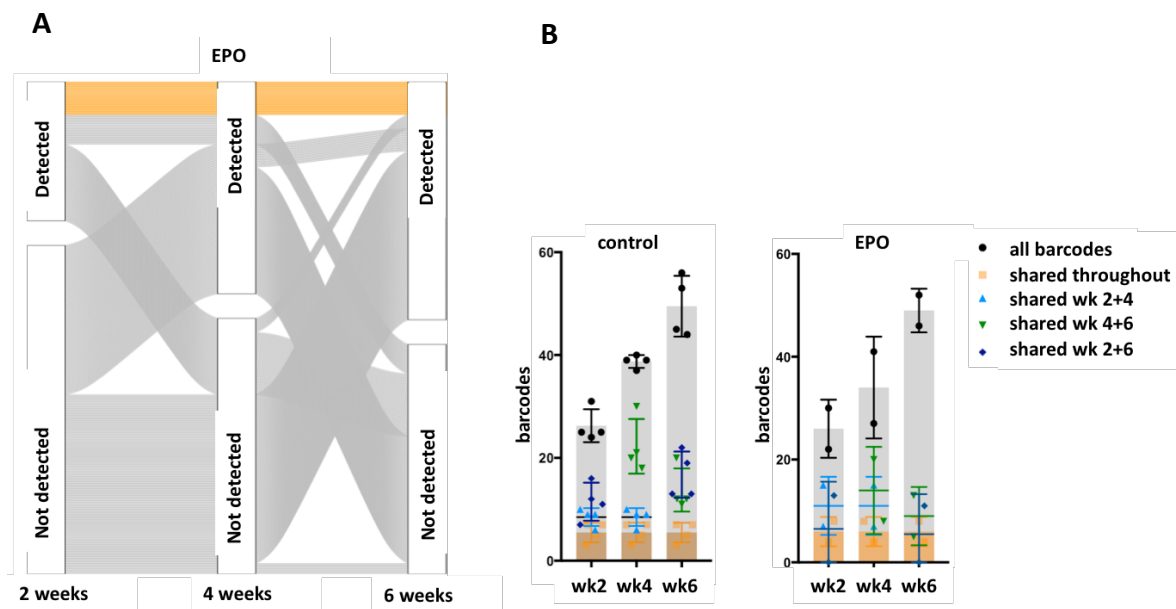 A
EPO
Detected
Not detected
Detected
Not detected
Detected
Not detected
2 weeks
4 weeks
6 weeks
B
control
60
40
20
0
barcodes
wk2 wk4 wk6
EPO
60
40
20
0
barcodes
wk2 wk4 wk6
all barcodes
shared throughout
shared wk 2+4
shared wk 4+6
shared wk 2+6